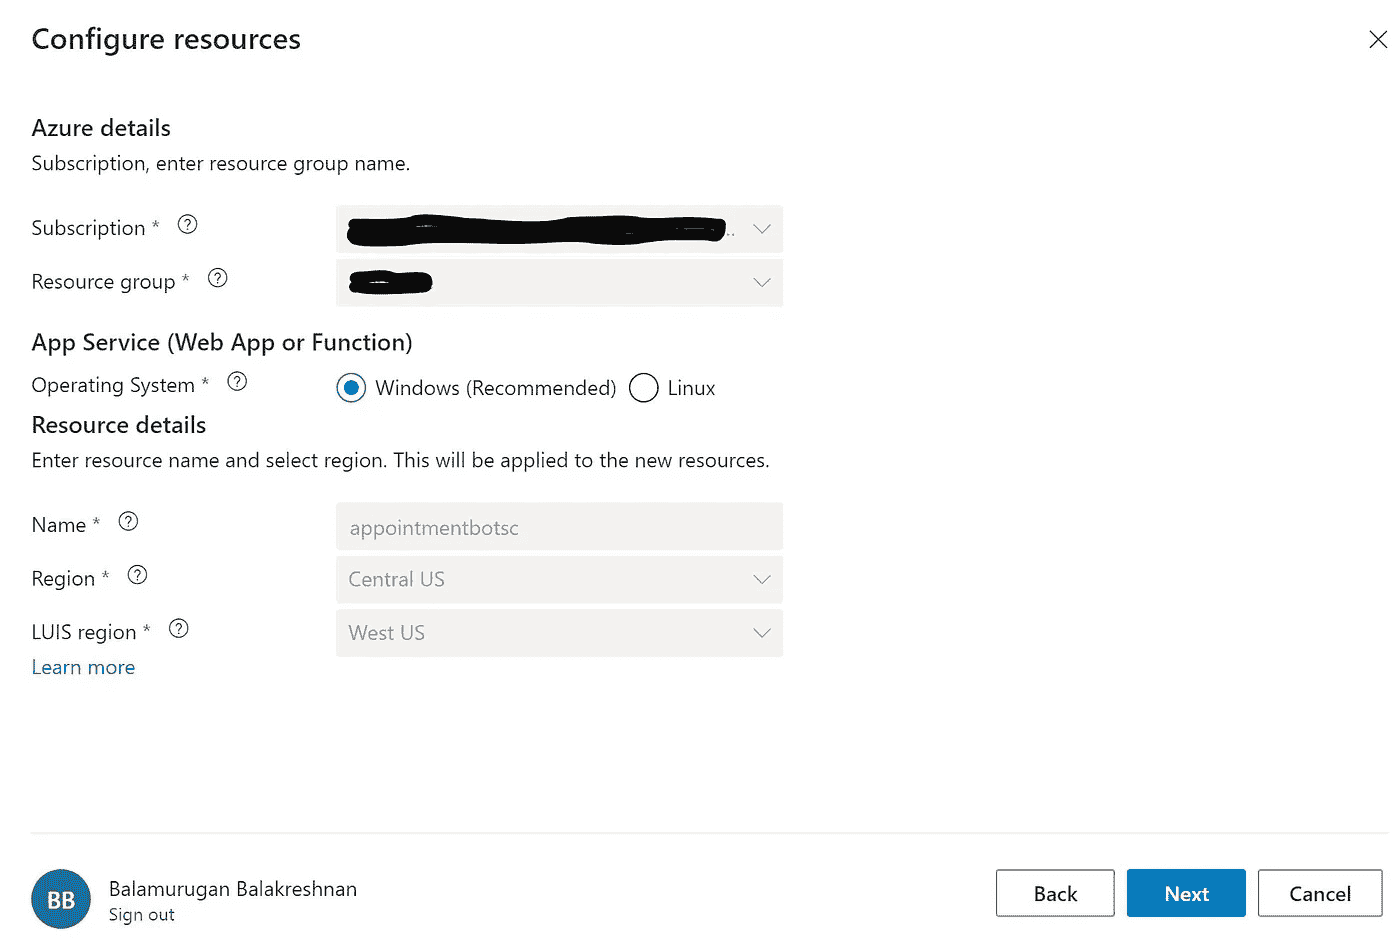 Configure resources
Azure details
Subscription, enter resource group name.
Subscription *
Resource group *
App Service (Web App or Function)
Operating System * Windows (Recommended) Linux
Resource details
Enter resource name and select region. This will be applied to the new resources.
Name * appointmentbotsc
Region * Central US
LUIS region * West US
Learn more
BB Balamurugan Balakreshnan
Sign out
Back Next Cancel